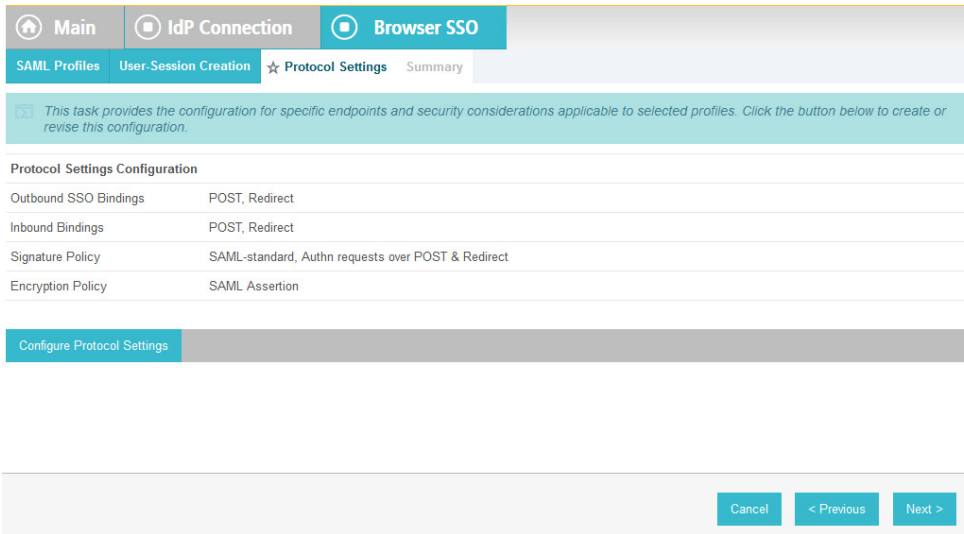 Main IdP Connection Browser SSO
SAML Profiles User-Session Creation Protocol Settings Summary
This task provides the configuration for specific endpoints and security considerations applicable to selected profiles. Click the button below to create or
revise this configuration.
Protocol Settings Configuration
Outbound SSO Bindings POST, Redirect
Inbound Bindings POST, Redirect
Signature Policy SAML-standard, Authn requests over POST & Redirect
Encryption Policy SAML Assertion
Configure Protocol Settings
Cancel < Previous Next >